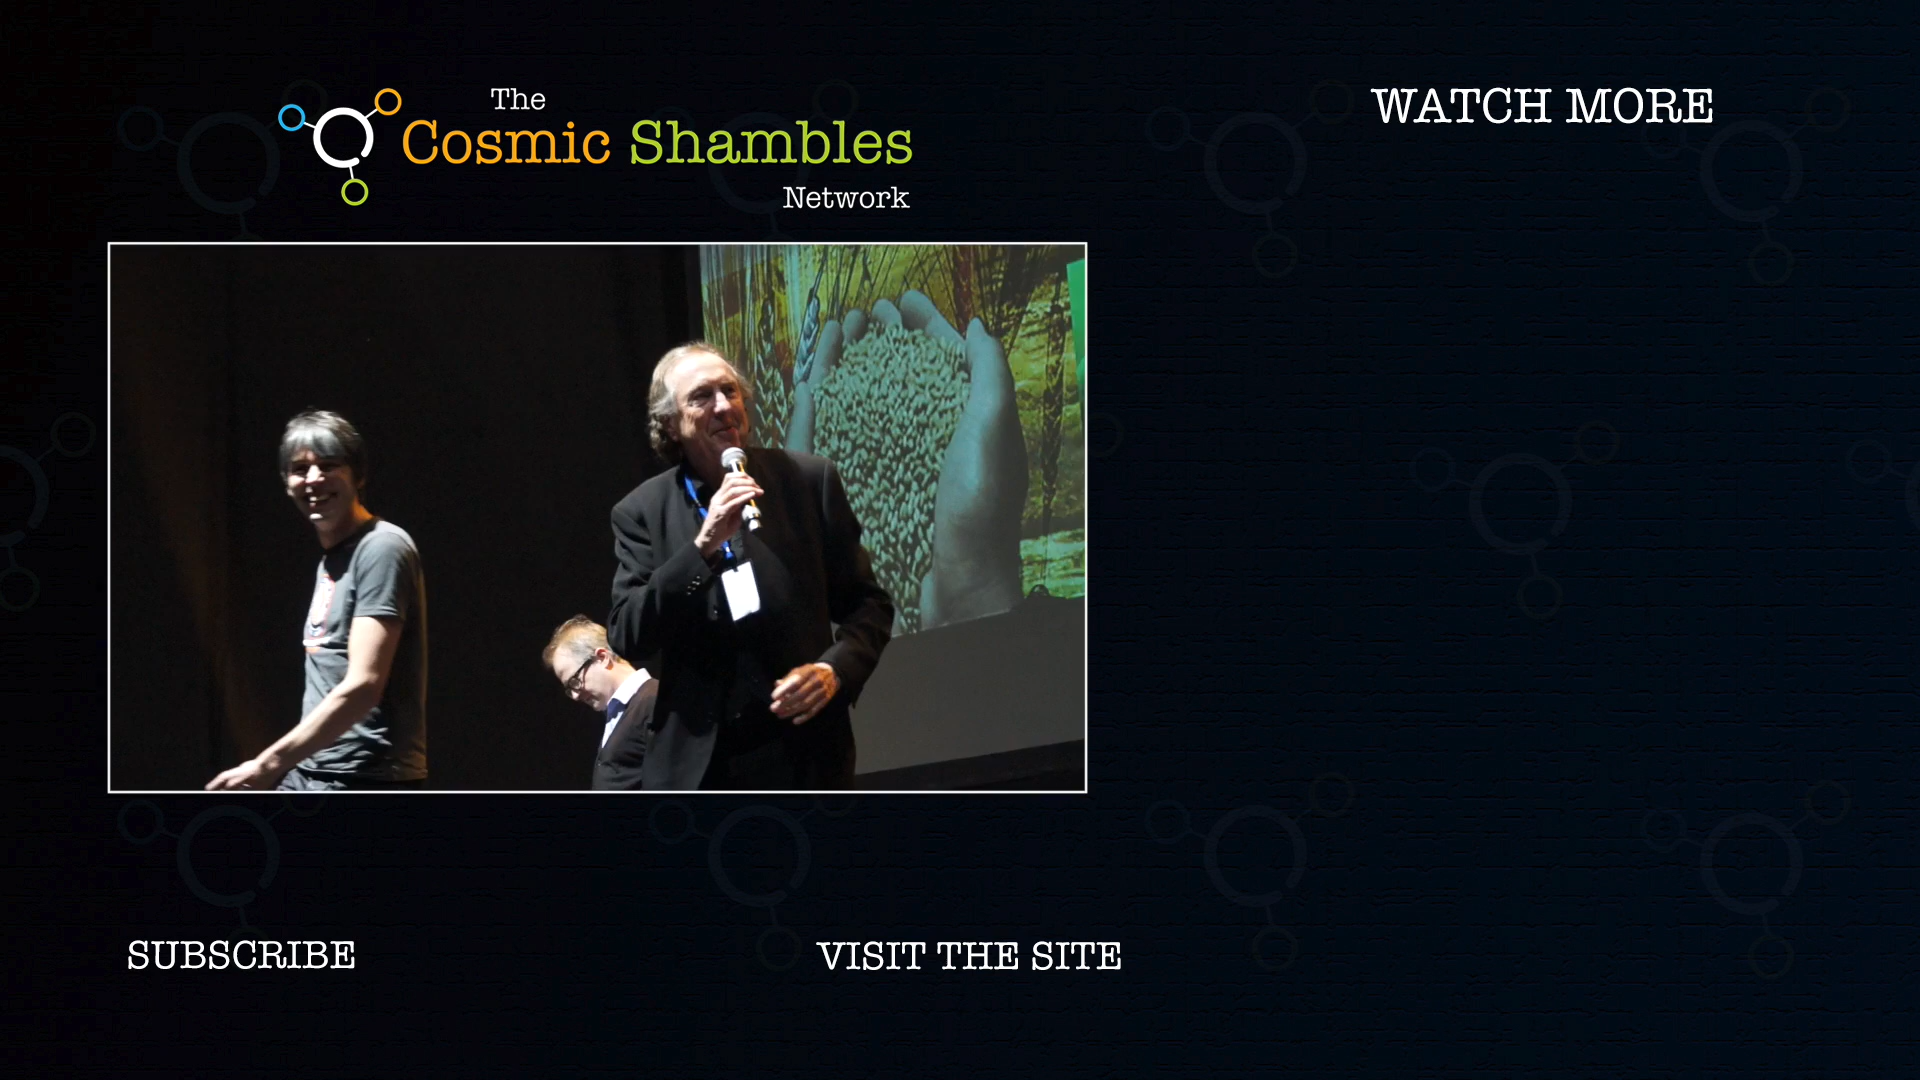 The
Cosmic Shambles
Network
WATCH MORE
SUBSCRIBE
VISIT THE SITE